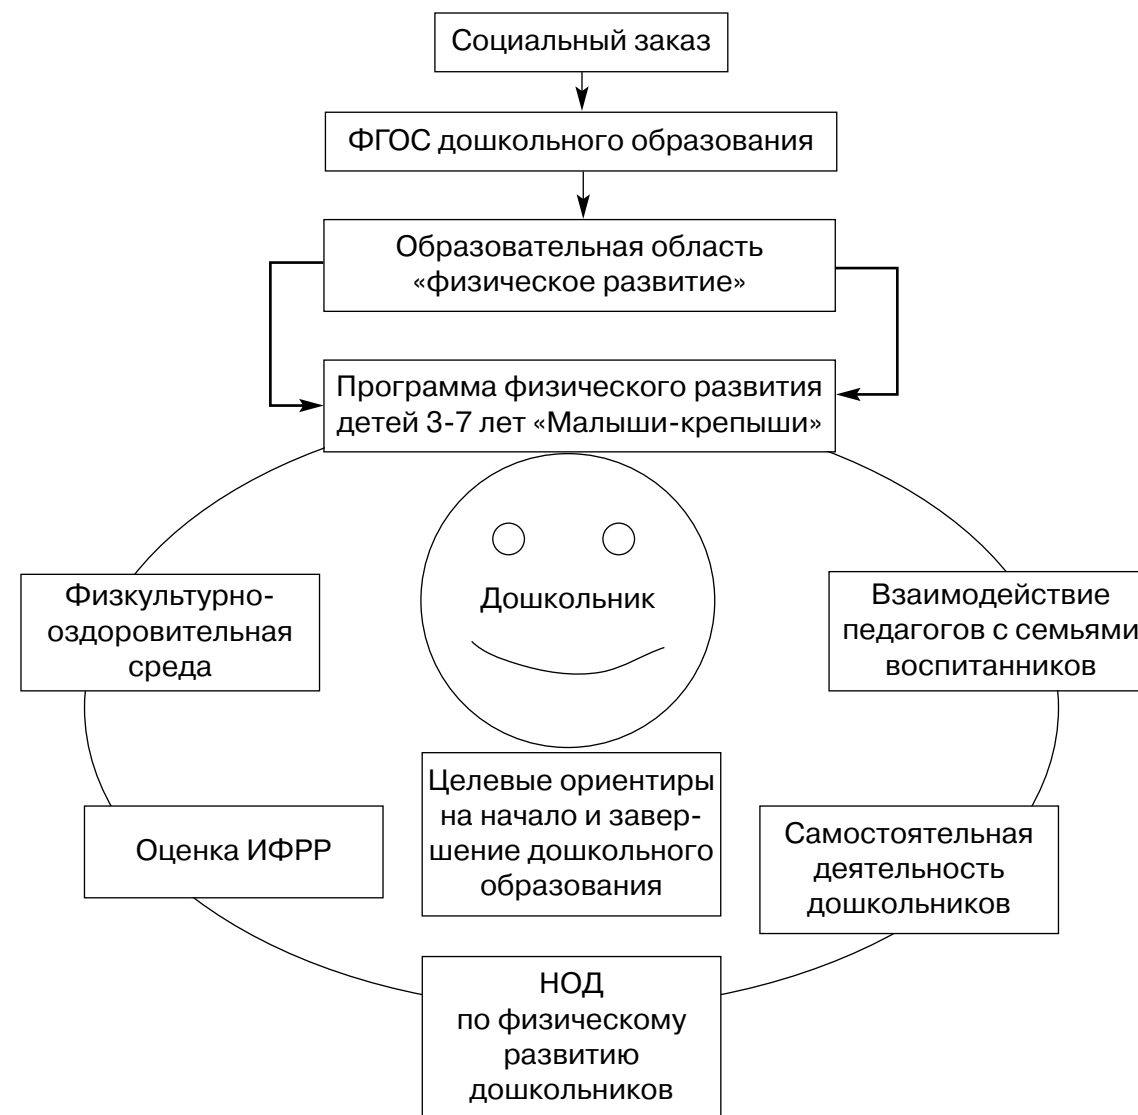 Социальный заказ
ФГОС дошкольного образования
Образовательная область
«физическое развитие»
Программа физического развития
детей 3-7 лет «Малыши-крепыши»
Дошкольник
Физкультурно-
оздоровительная
среда
Взаимодействие
педагогов с семьями
воспитанников
Целевые ориентиры
на начало и завер-
шение дошкольного
образования
Оценка ИФРР
Самостоятельная
деятельность
дошкольников
НОД
по физическому
развитию
дошкольников